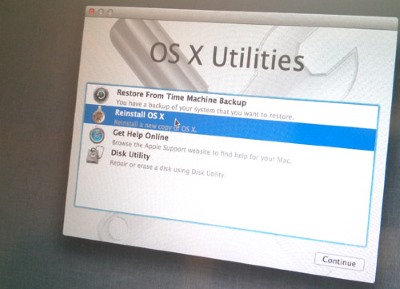 OS X Utilities
Restore From Time Machine Backup
You have a backup of your system that you want to restore.
Reinstall OS X
Reinstall a new copy of OS X.
Get Help Online
Browse the Apple Support website to find help for your Mac.
Disk Utility
Repair or erase a disk using Disk Utility.
Continue